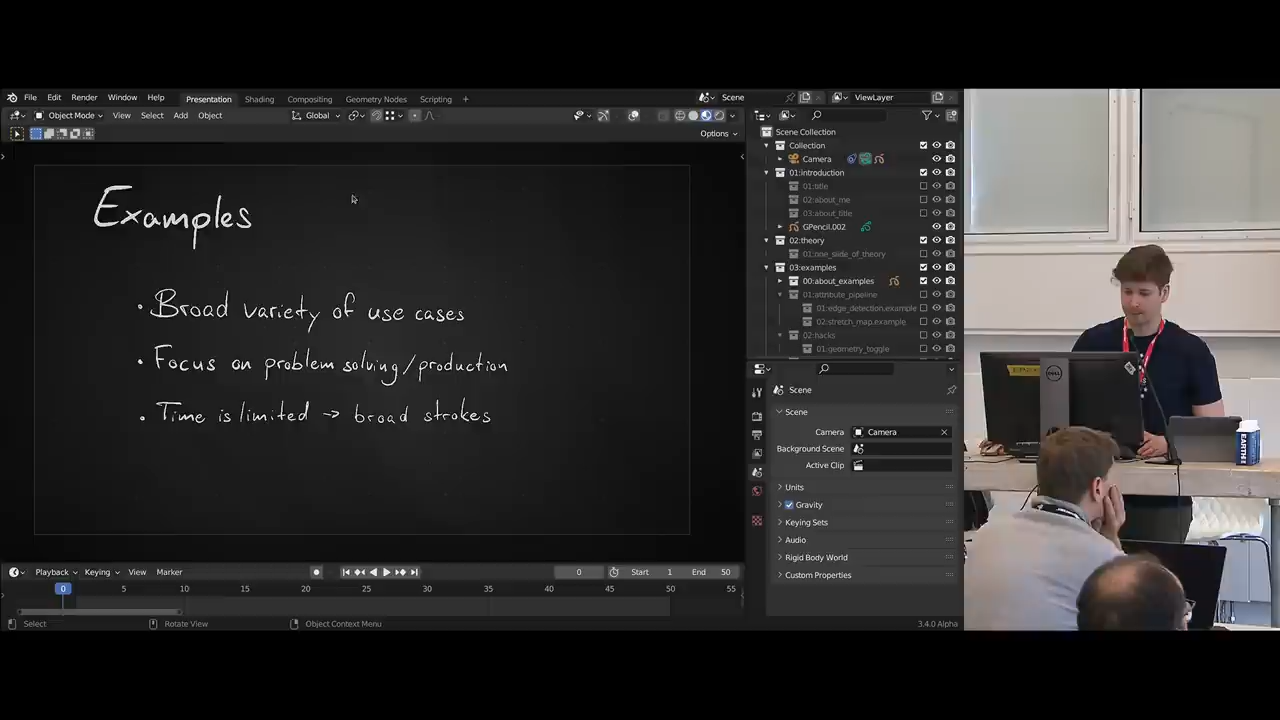 File Edit Render Window Help Presentation Shading Compositing Geometry Nodes Scripting + Scene ViewLayer
Object Mode View Select Add Object Global
Options
Examples
• Broad variety of use cases
• Focus on problem solving/production
• Time is limited → broad strokes
Scene Collection
Collection
Camera
01:introduction
01:title
02:about_me
03:about_title
GPencil.002
02:theory
01:one_slide_of_theory
03:examples
00:about_examples
01:attribute_pipeline
01:edge_detection.example
02:stretch_map.example
02:hacks
01:geometry_toggle
Scene
Scene
Camera Camera
Background Scene
Active Clip
Units
Gravity
Keying Sets
Audio
Rigid Body World
Custom Properties
Playback Keying View Marker 0 Start 1 End 50
0 5 10 15 20 25 30 35 40 45 50 55
Select Rotate View Object Context Menu 3.4.0 Alpha
DELL
EARTH